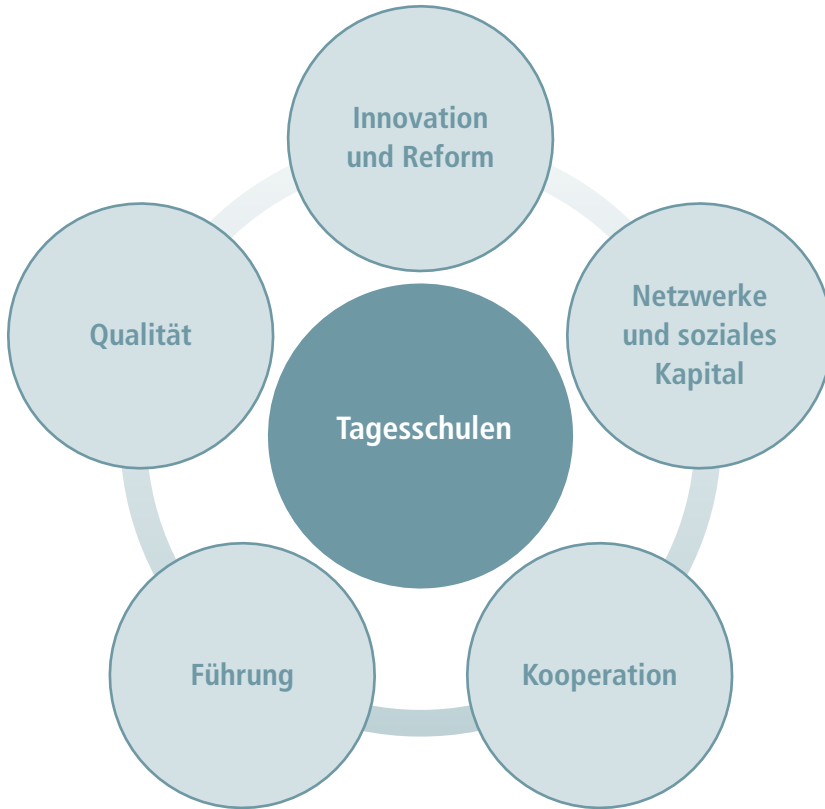 Innovation
und Reform
Netzwerke
und soziales
Kapital
Qualität
Tagesschulen
Führung
Kooperation